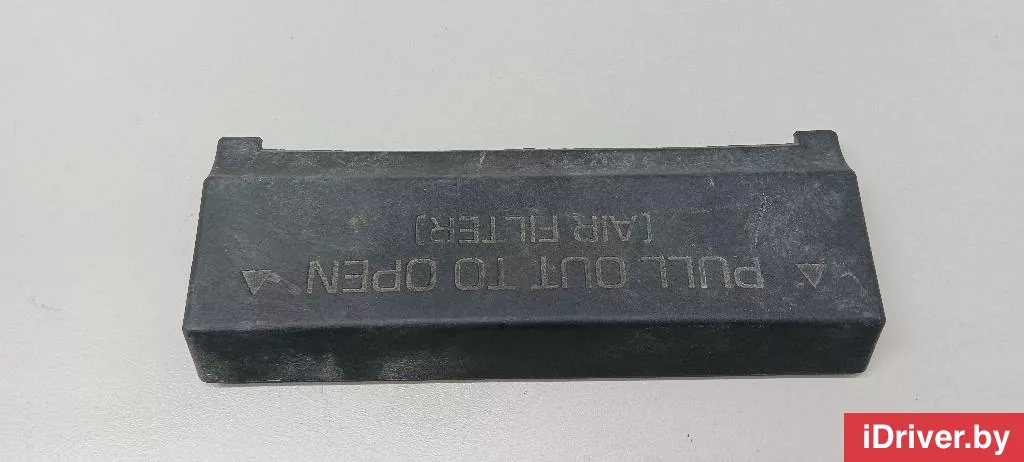 PULL OUT TO OPEN
(AIR FILTER)
iDriver.by